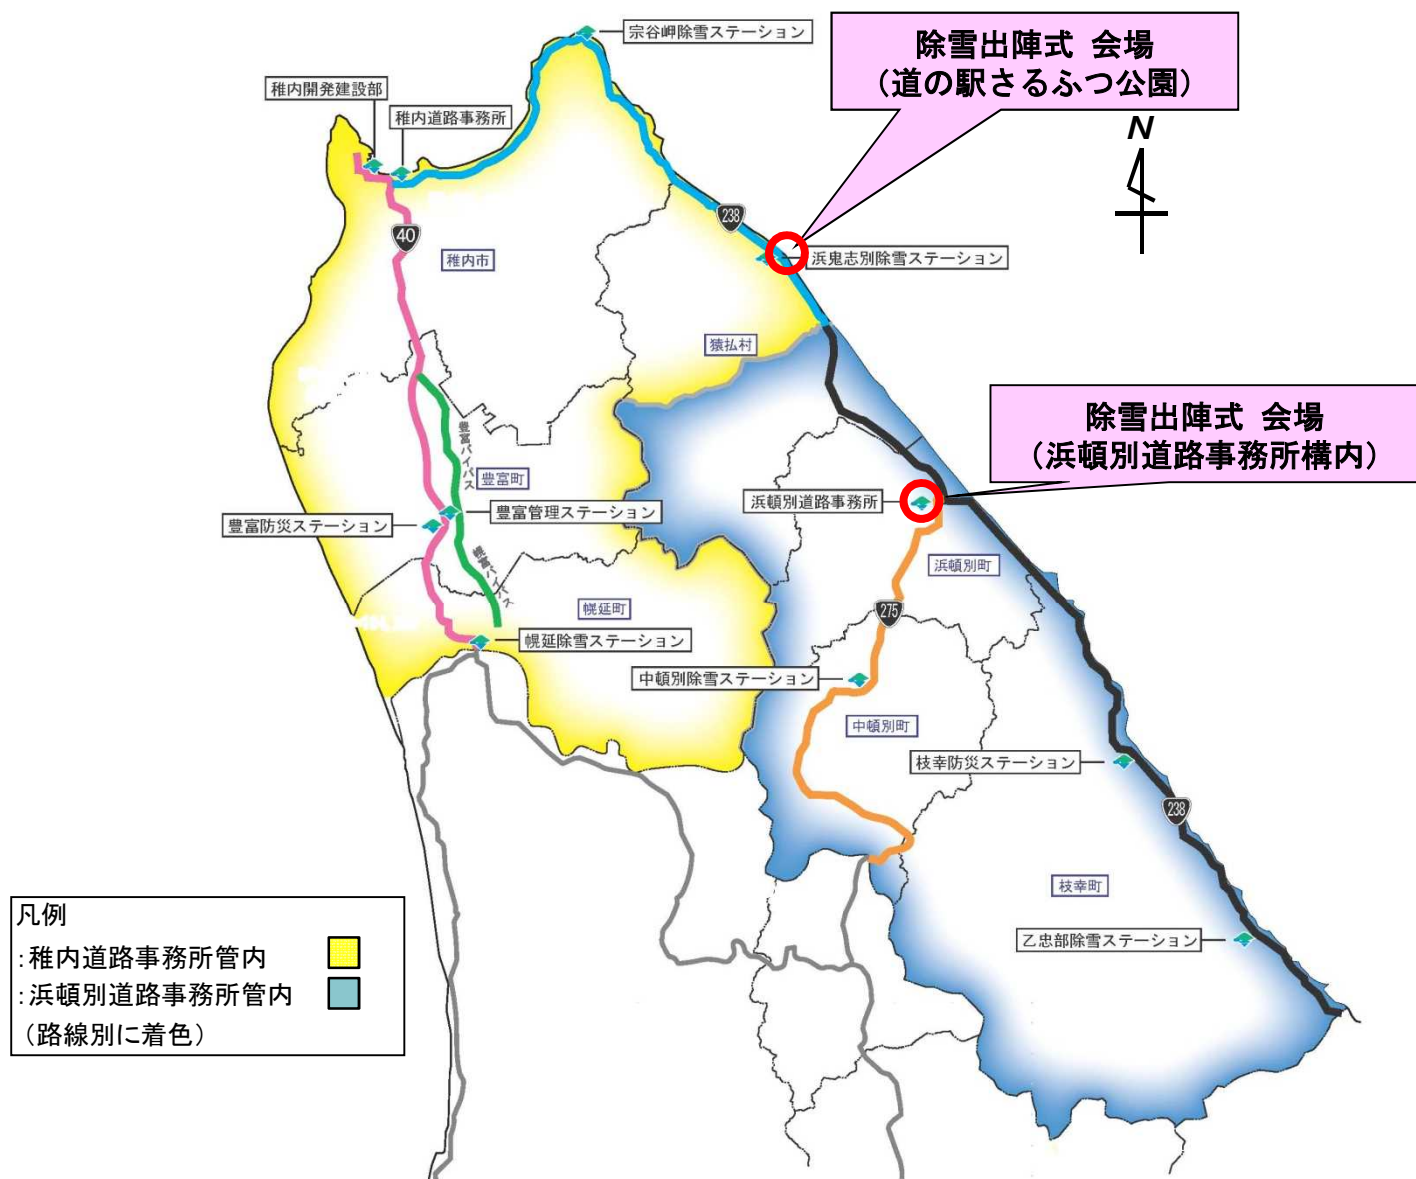 宗谷岬除雪ステーション
除雪出陣式 会場
（道の駅さるふつ公園）
稚内開発建設部
稚内道路事務所
N
238
40
稚内市
浜鬼志別除雪ステーション
猿払村
除雪出陣式 会場
（浜頓別道路事務所構内）
豊富バイパス
豊富町
浜頓別道路事務所
豊富管理ステーション
豊富防災ステーション
幌富バイパス
浜頓別町
幌延町
275
幌延除雪ステーション
中頓別除雪ステーション
中頓別町
枝幸防災ステーション
238
枝幸町
乙忠部除雪ステーション
凡例
:稚内道路事務所管内
:浜頓別道路事務所管内
（路線別に着色）